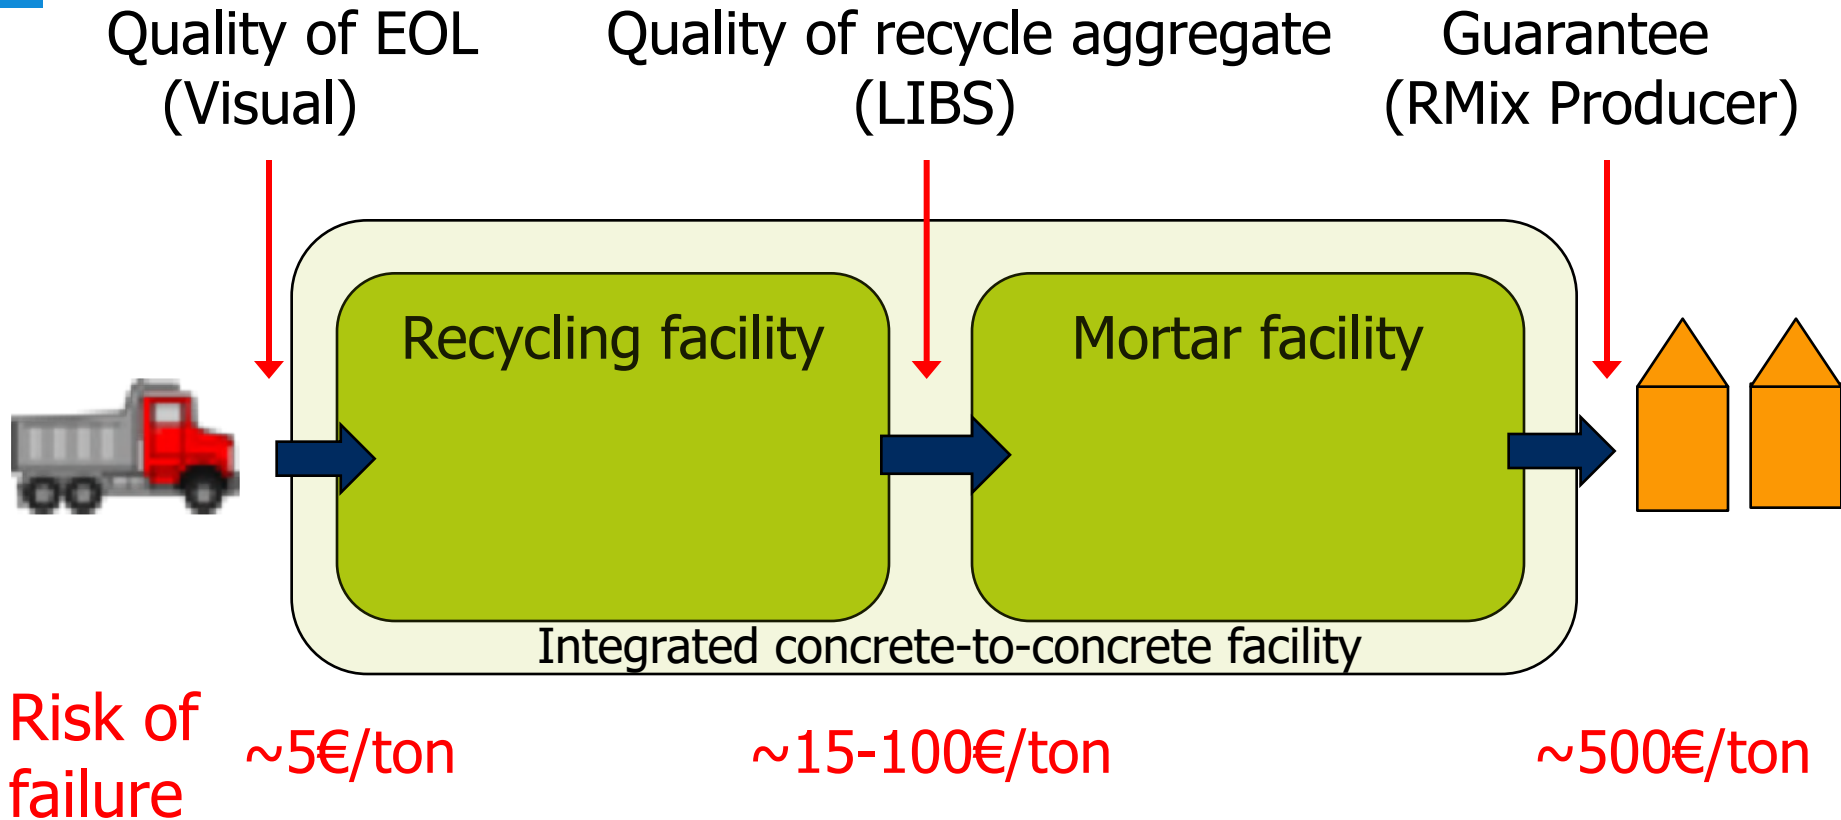 Quality of EOL
(Visual)
Quality of recycle aggregate
(LIBS)
Guarantee
(RMix Producer)
Recycling facility
Mortar facility
Integrated concrete-to-concrete facility
Risk of
failure
~5€/ton
~15-100€/ton
~500€/ton